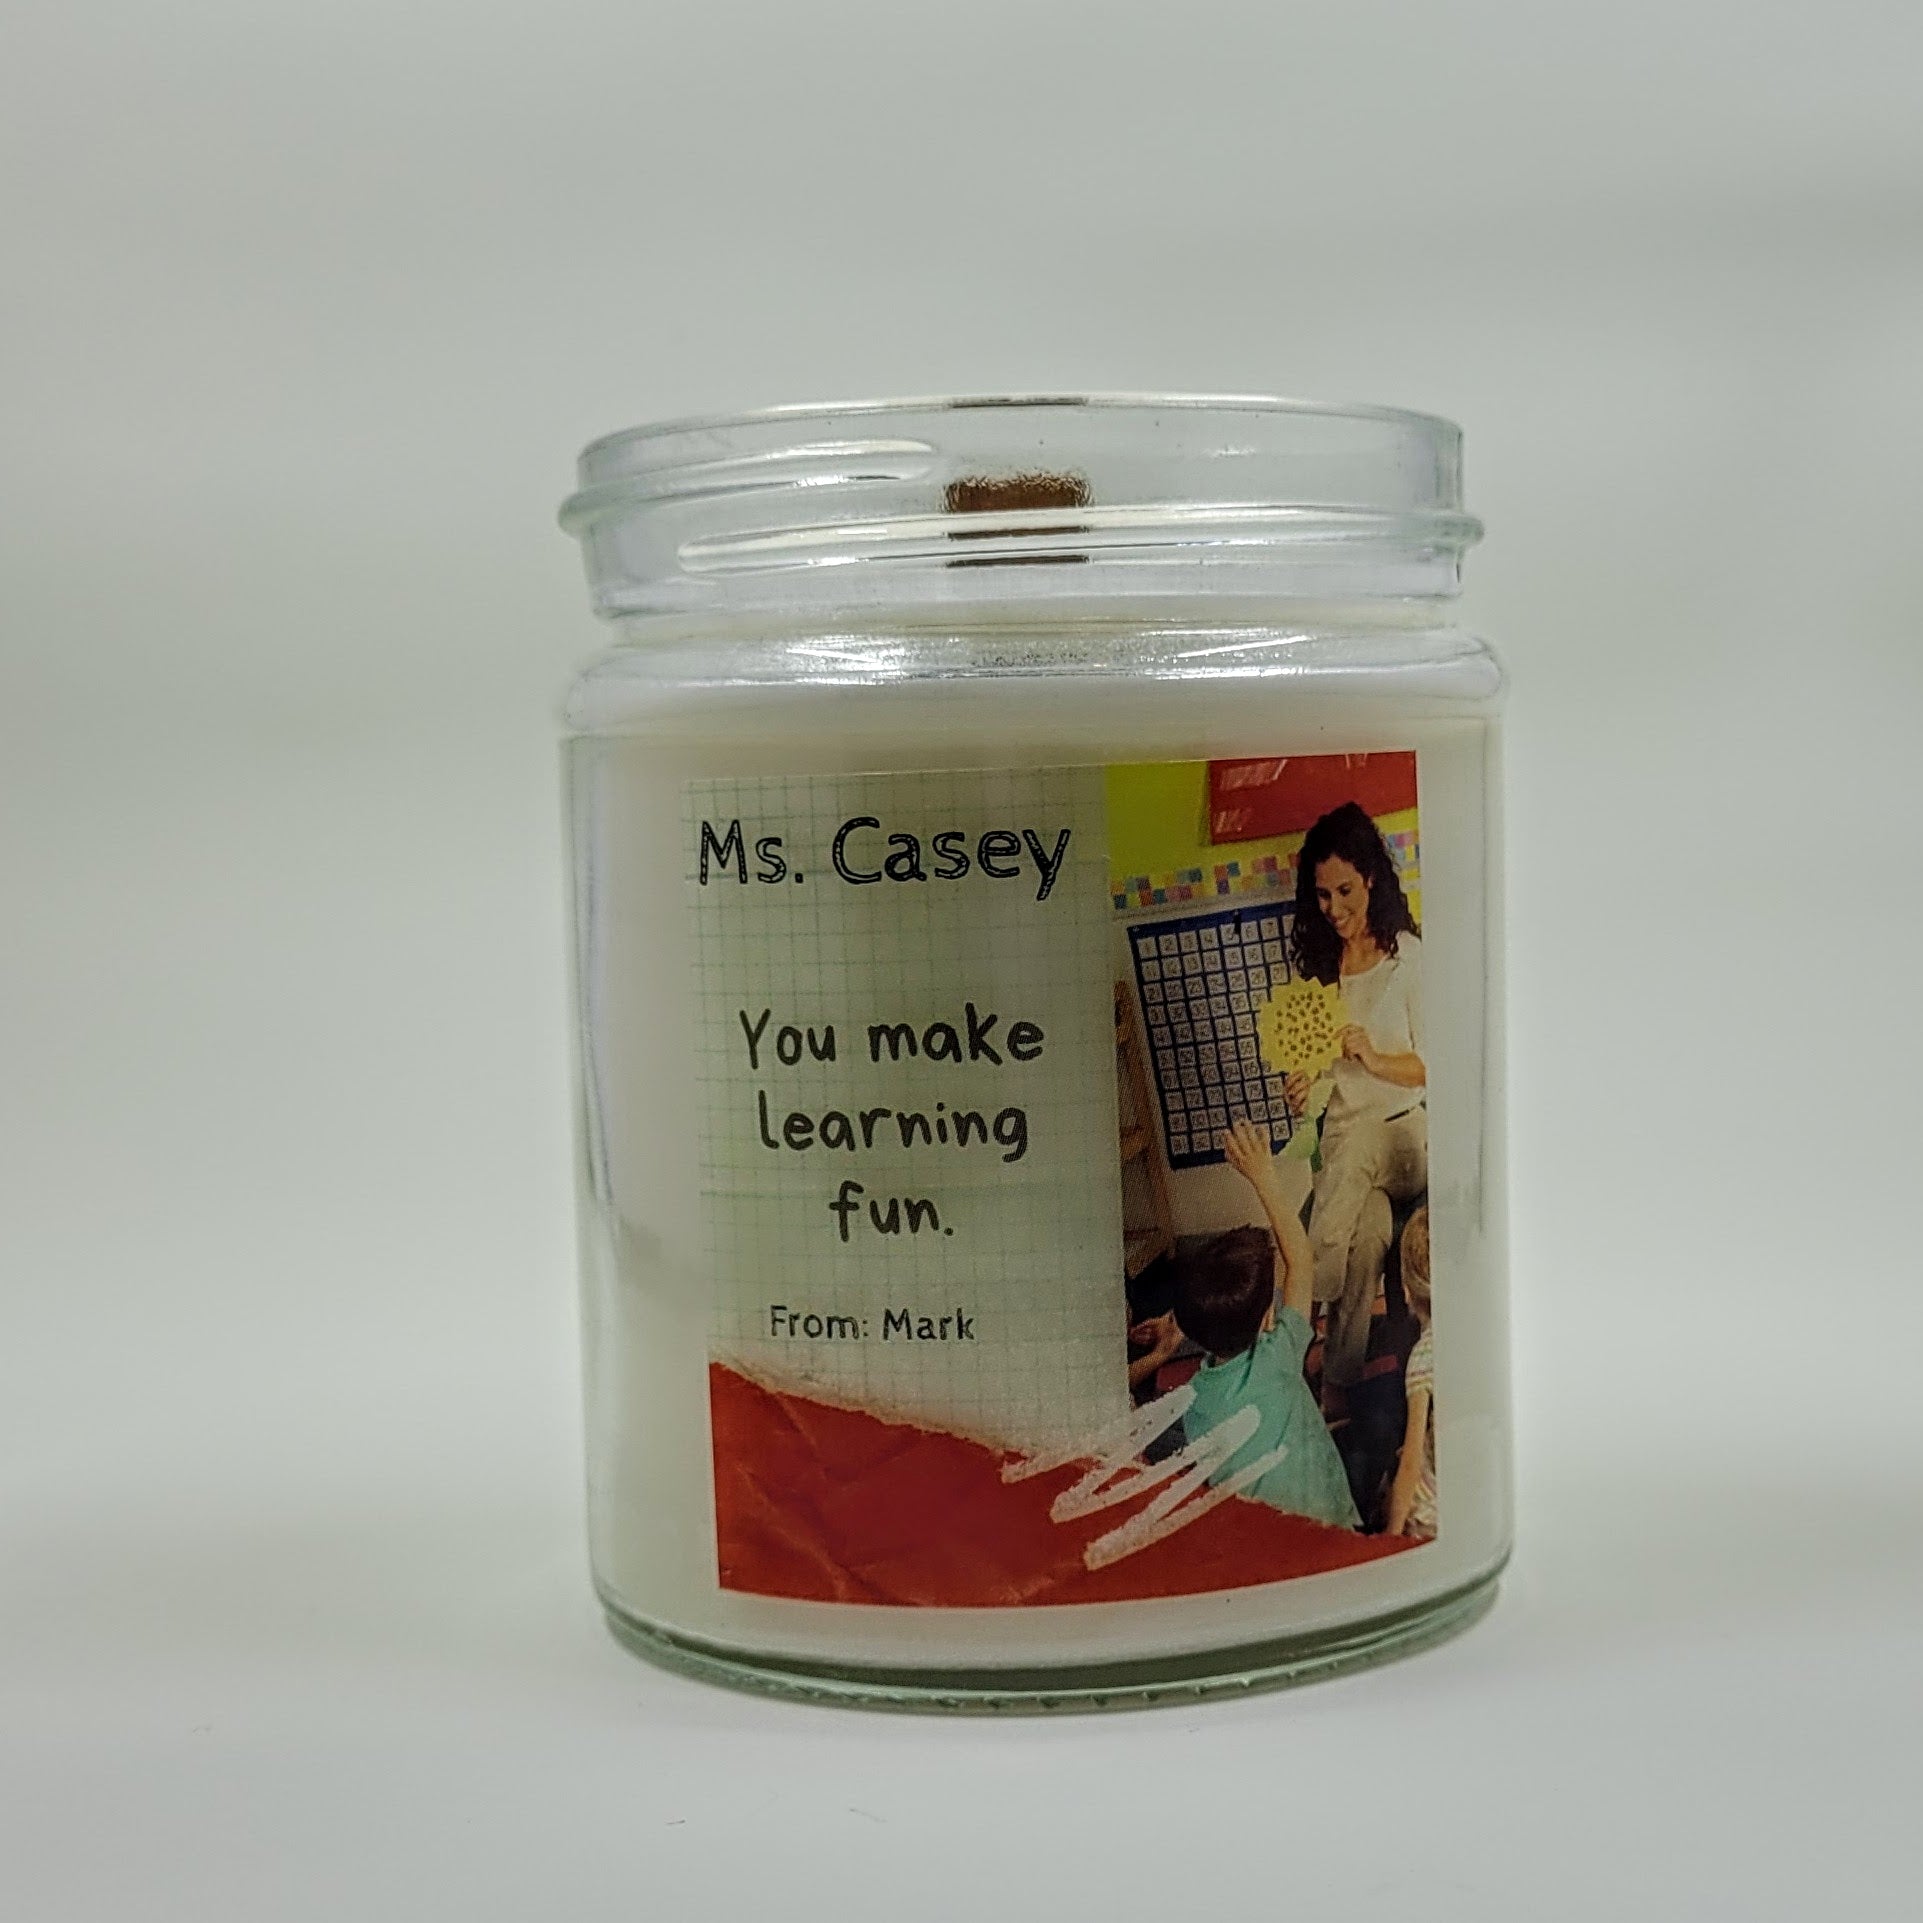 Ms. Casey
You make
learning
fun.
From: Mark